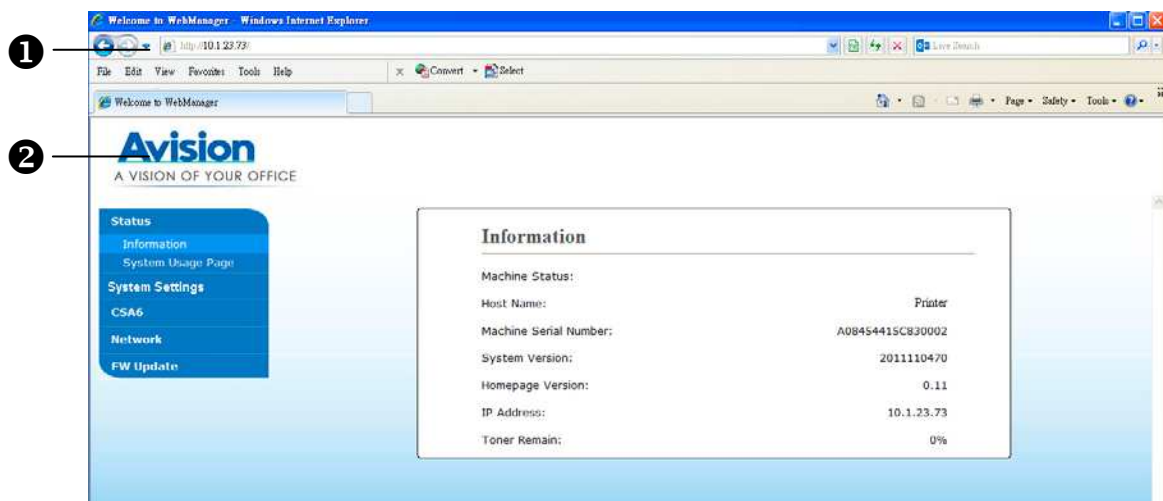 Welcome to WebManager - Windows Internet Explorer
❶
http://10.1.23.73/
Live Search
File Edit View Favorites Tools Help
x Convert Select
Welcome to WebManager
Page Safety Tools
❷
Avision
A VISION OF YOUR OFFICE
Status
Information
System Usage Page
System Settings
CSA6
Network
FW Update
Information
Machine Status:
Host Name: Printer
Machine Serial Number: A08454415C830002
System Version: 2011110470
Homepage Version: 0.11
IP Address: 10.1.23.73
Toner Remain: 0%